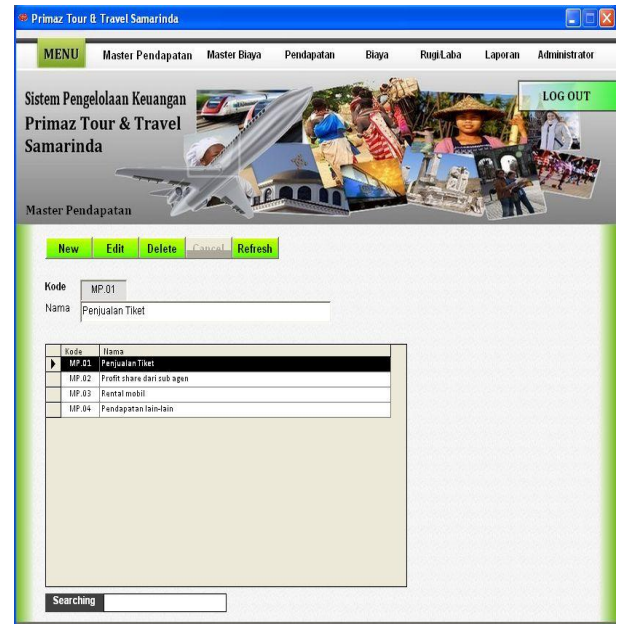 Primaz Tour & Travel Samarinda
MENU Master Pendapatan Master Biaya Pendapatan Biaya Rugi/Laba Laporan Administrator
LOG OUT
Sistem Pengelolaan Keuangan
Primaz Tour & Travel
Samarinda
Master Pendapatan
New Edit Delete Cancel Refresh
Kode MP.01
Nama Penjualan Tiket
Kode Nama
MP.01 Penjualan Tiket
MP.02 Profit share dari sub agen
MP.03 Rental mobil
MP.04 Pendapatan lain-lain
Searching